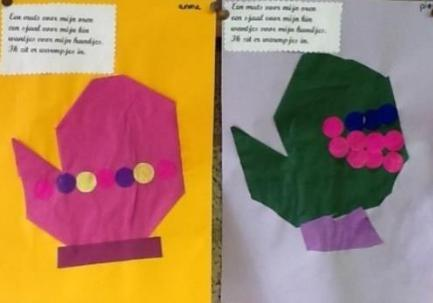 Een muts voor mijn oren
een sjaal voor mijn kin
wantjes voor mijn handjes.
Ik zit er warmpjes in.
anna
Een muts voor mijn oren
een sjaal voor mijn kin
wantjes voor mijn handjes.
Ik zit er warmpjes in.